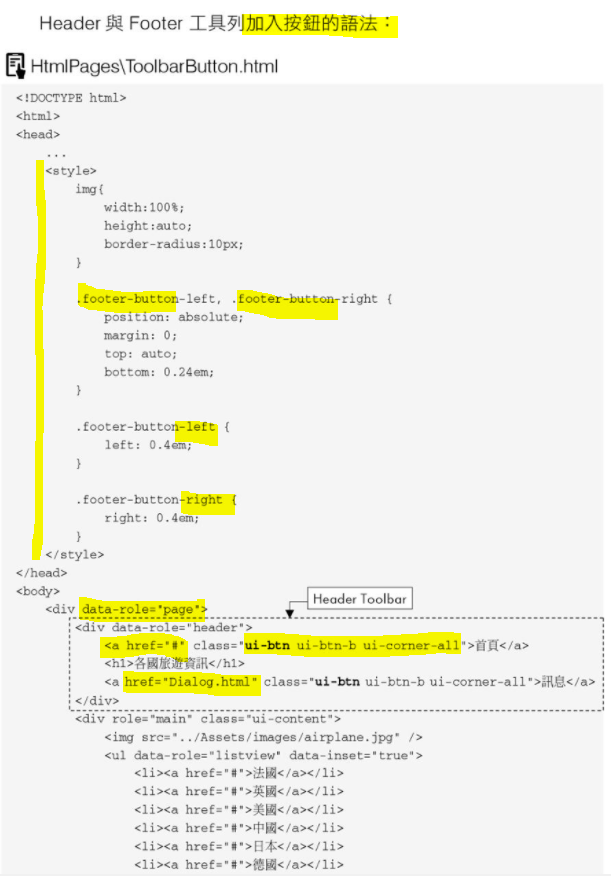 Header 與 Footer 工具列加入按鈕的語法：
HtmlPages\ToolbarButton.html
<!DOCTYPE html>
<html>
<head>
...
<style>
img{
width:100%;
height:auto;
border-radius:10px;
}
.footer-button-left, .footer-button-right {
position: absolute;
margin: 0;
top: auto;
bottom: 0.24em;
}
.footer-button-left {
left: 0.4em;
}
.footer-button-right {
right: 0.4em;
}
</style>
</head>
<body>
<div data-role="page">
Header Toolbar
<div data-role="header">
<a href="#" class="ui-btn ui-btn-b ui-corner-all">首頁</a>
<h1>各國旅遊資訊</h1>
<a href="Dialog.html" class="ui-btn ui-btn-b ui-corner-all">訊息</a>
</div>
<div role="main" class="ui-content">
<img src="../Assets/images/airplane.jpg" />
<ul data-role="listview" data-inset="true">
<li><a href="#">法國</a></li>
<li><a href="#">英國</a></li>
<li><a href="#">美國</a></li>
<li><a href="#">中國</a></li>
<li><a href="#">日本</a></li>
<li><a href="#">德國</a></li>